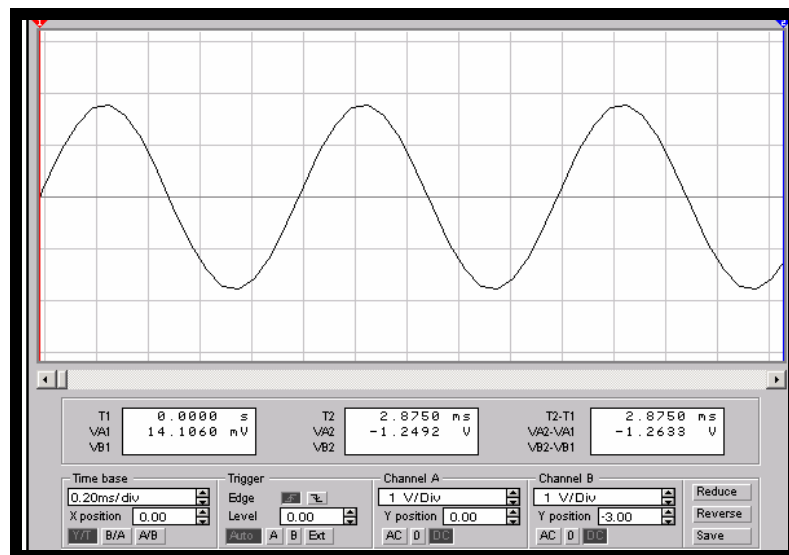 1 2
T1 0.0000 s T2 2.8750 ms T2-T1 2.8750 ms
VA1 14.1060 mV VA2 -1.2492 V VA2-VA1 -1.2633 V
VB1 VB2 VB2-VB1
Time base Trigger Channel A Channel B
0.20ms/div Edge 1 V/Div 1 V/Div Reduce
X position 0.00 Level 0.00 Y position 0.00 Y position -3.00 Reverse
Y/T B/A A/B Auto A B Ext AC 0 DC AC 0 DC Save